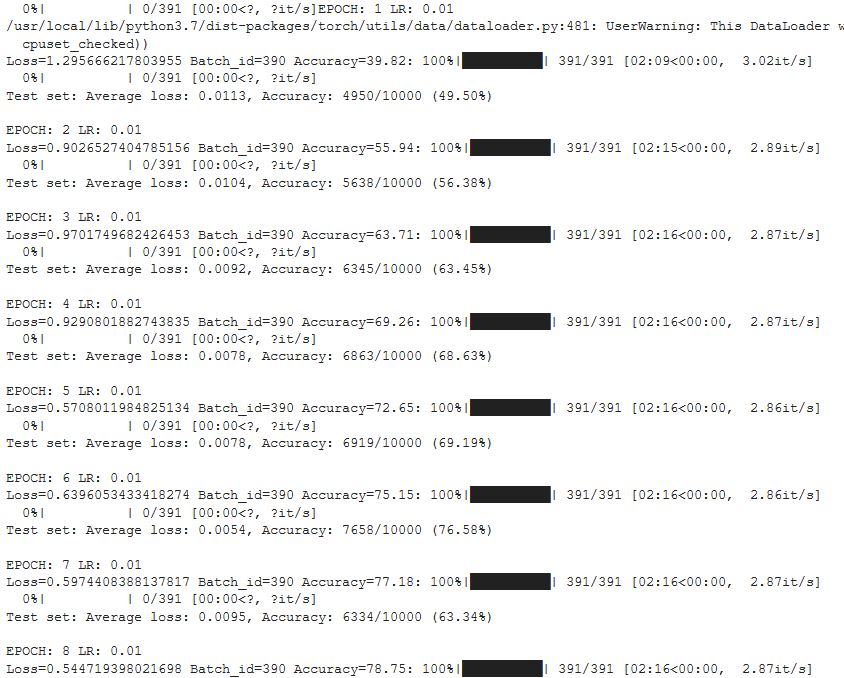 0%|          | 0/391 [00:00<?, ?it/s]EPOCH: 1 LR: 0.01
/usr/local/lib/python3.7/dist-packages/torch/utils/data/dataloader.py:481: UserWarning: This DataLoader w
cpuset_checked))
Loss=1.295666217803955 Batch_id=390 Accuracy=39.82: 100%|██████████| 391/391 [02:09<00:00,  3.02it/s]
0%|          | 0/391 [00:00<?, ?it/s]
Test set: Average loss: 0.0113, Accuracy: 4950/10000 (49.50%)
EPOCH: 2 LR: 0.01
Loss=0.9026527404785156 Batch_id=390 Accuracy=55.94: 100%|██████████| 391/391 [02:15<00:00,  2.89it/s]
0%|          | 0/391 [00:00<?, ?it/s]
Test set: Average loss: 0.0104, Accuracy: 5638/10000 (56.38%)
EPOCH: 3 LR: 0.01
Loss=0.9701749682426453 Batch_id=390 Accuracy=63.71: 100%|██████████| 391/391 [02:16<00:00,  2.87it/s]
0%|          | 0/391 [00:00<?, ?it/s]
Test set: Average loss: 0.0092, Accuracy: 6345/10000 (63.45%)
EPOCH: 4 LR: 0.01
Loss=0.9290801882743835 Batch_id=390 Accuracy=69.26: 100%|██████████| 391/391 [02:16<00:00,  2.87it/s]
0%|          | 0/391 [00:00<?, ?it/s]
Test set: Average loss: 0.0078, Accuracy: 6863/10000 (68.63%)
EPOCH: 5 LR: 0.01
Loss=0.5708011984825134 Batch_id=390 Accuracy=72.65: 100%|██████████| 391/391 [02:16<00:00,  2.86it/s]
0%|          | 0/391 [00:00<?, ?it/s]
Test set: Average loss: 0.0078, Accuracy: 6919/10000 (69.19%)
EPOCH: 6 LR: 0.01
Loss=0.6396053433418274 Batch_id=390 Accuracy=75.15: 100%|██████████| 391/391 [02:16<00:00,  2.86it/s]
0%|          | 0/391 [00:00<?, ?it/s]
Test set: Average loss: 0.0054, Accuracy: 7658/10000 (76.58%)
EPOCH: 7 LR: 0.01
Loss=0.5974408388137817 Batch_id=390 Accuracy=77.18: 100%|██████████| 391/391 [02:16<00:00,  2.87it/s]
0%|          | 0/391 [00:00<?, ?it/s]
Test set: Average loss: 0.0095, Accuracy: 6334/10000 (63.34%)
EPOCH: 8 LR: 0.01
Loss=0.544719398021698 Batch_id=390 Accuracy=78.75: 100%|██████████| 391/391 [02:16<00:00,  2.87it/s]